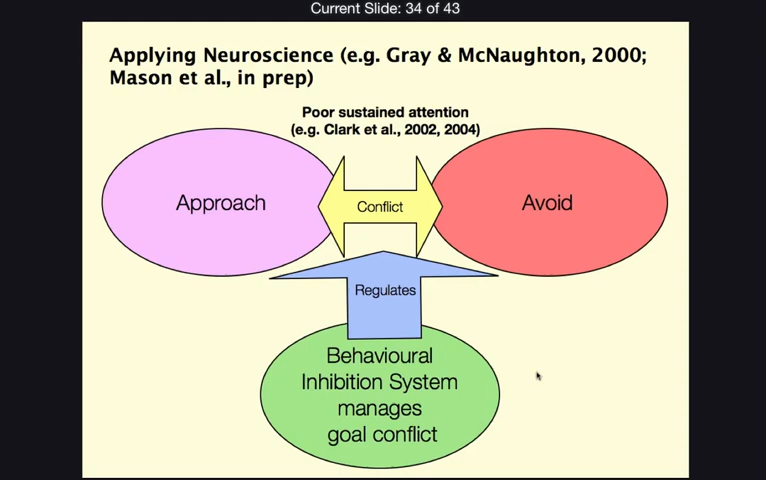 Current Slide: 34 of 43
Applying Neuroscience (e.g. Gray & McNaughton, 2000;
Mason et al., in prep)
Poor sustained attention
(e.g. Clark et al., 2002, 2004)
Approach
Conflict
Avoid
Regulates
Behavioural
Inhibition System
manages
goal conflict